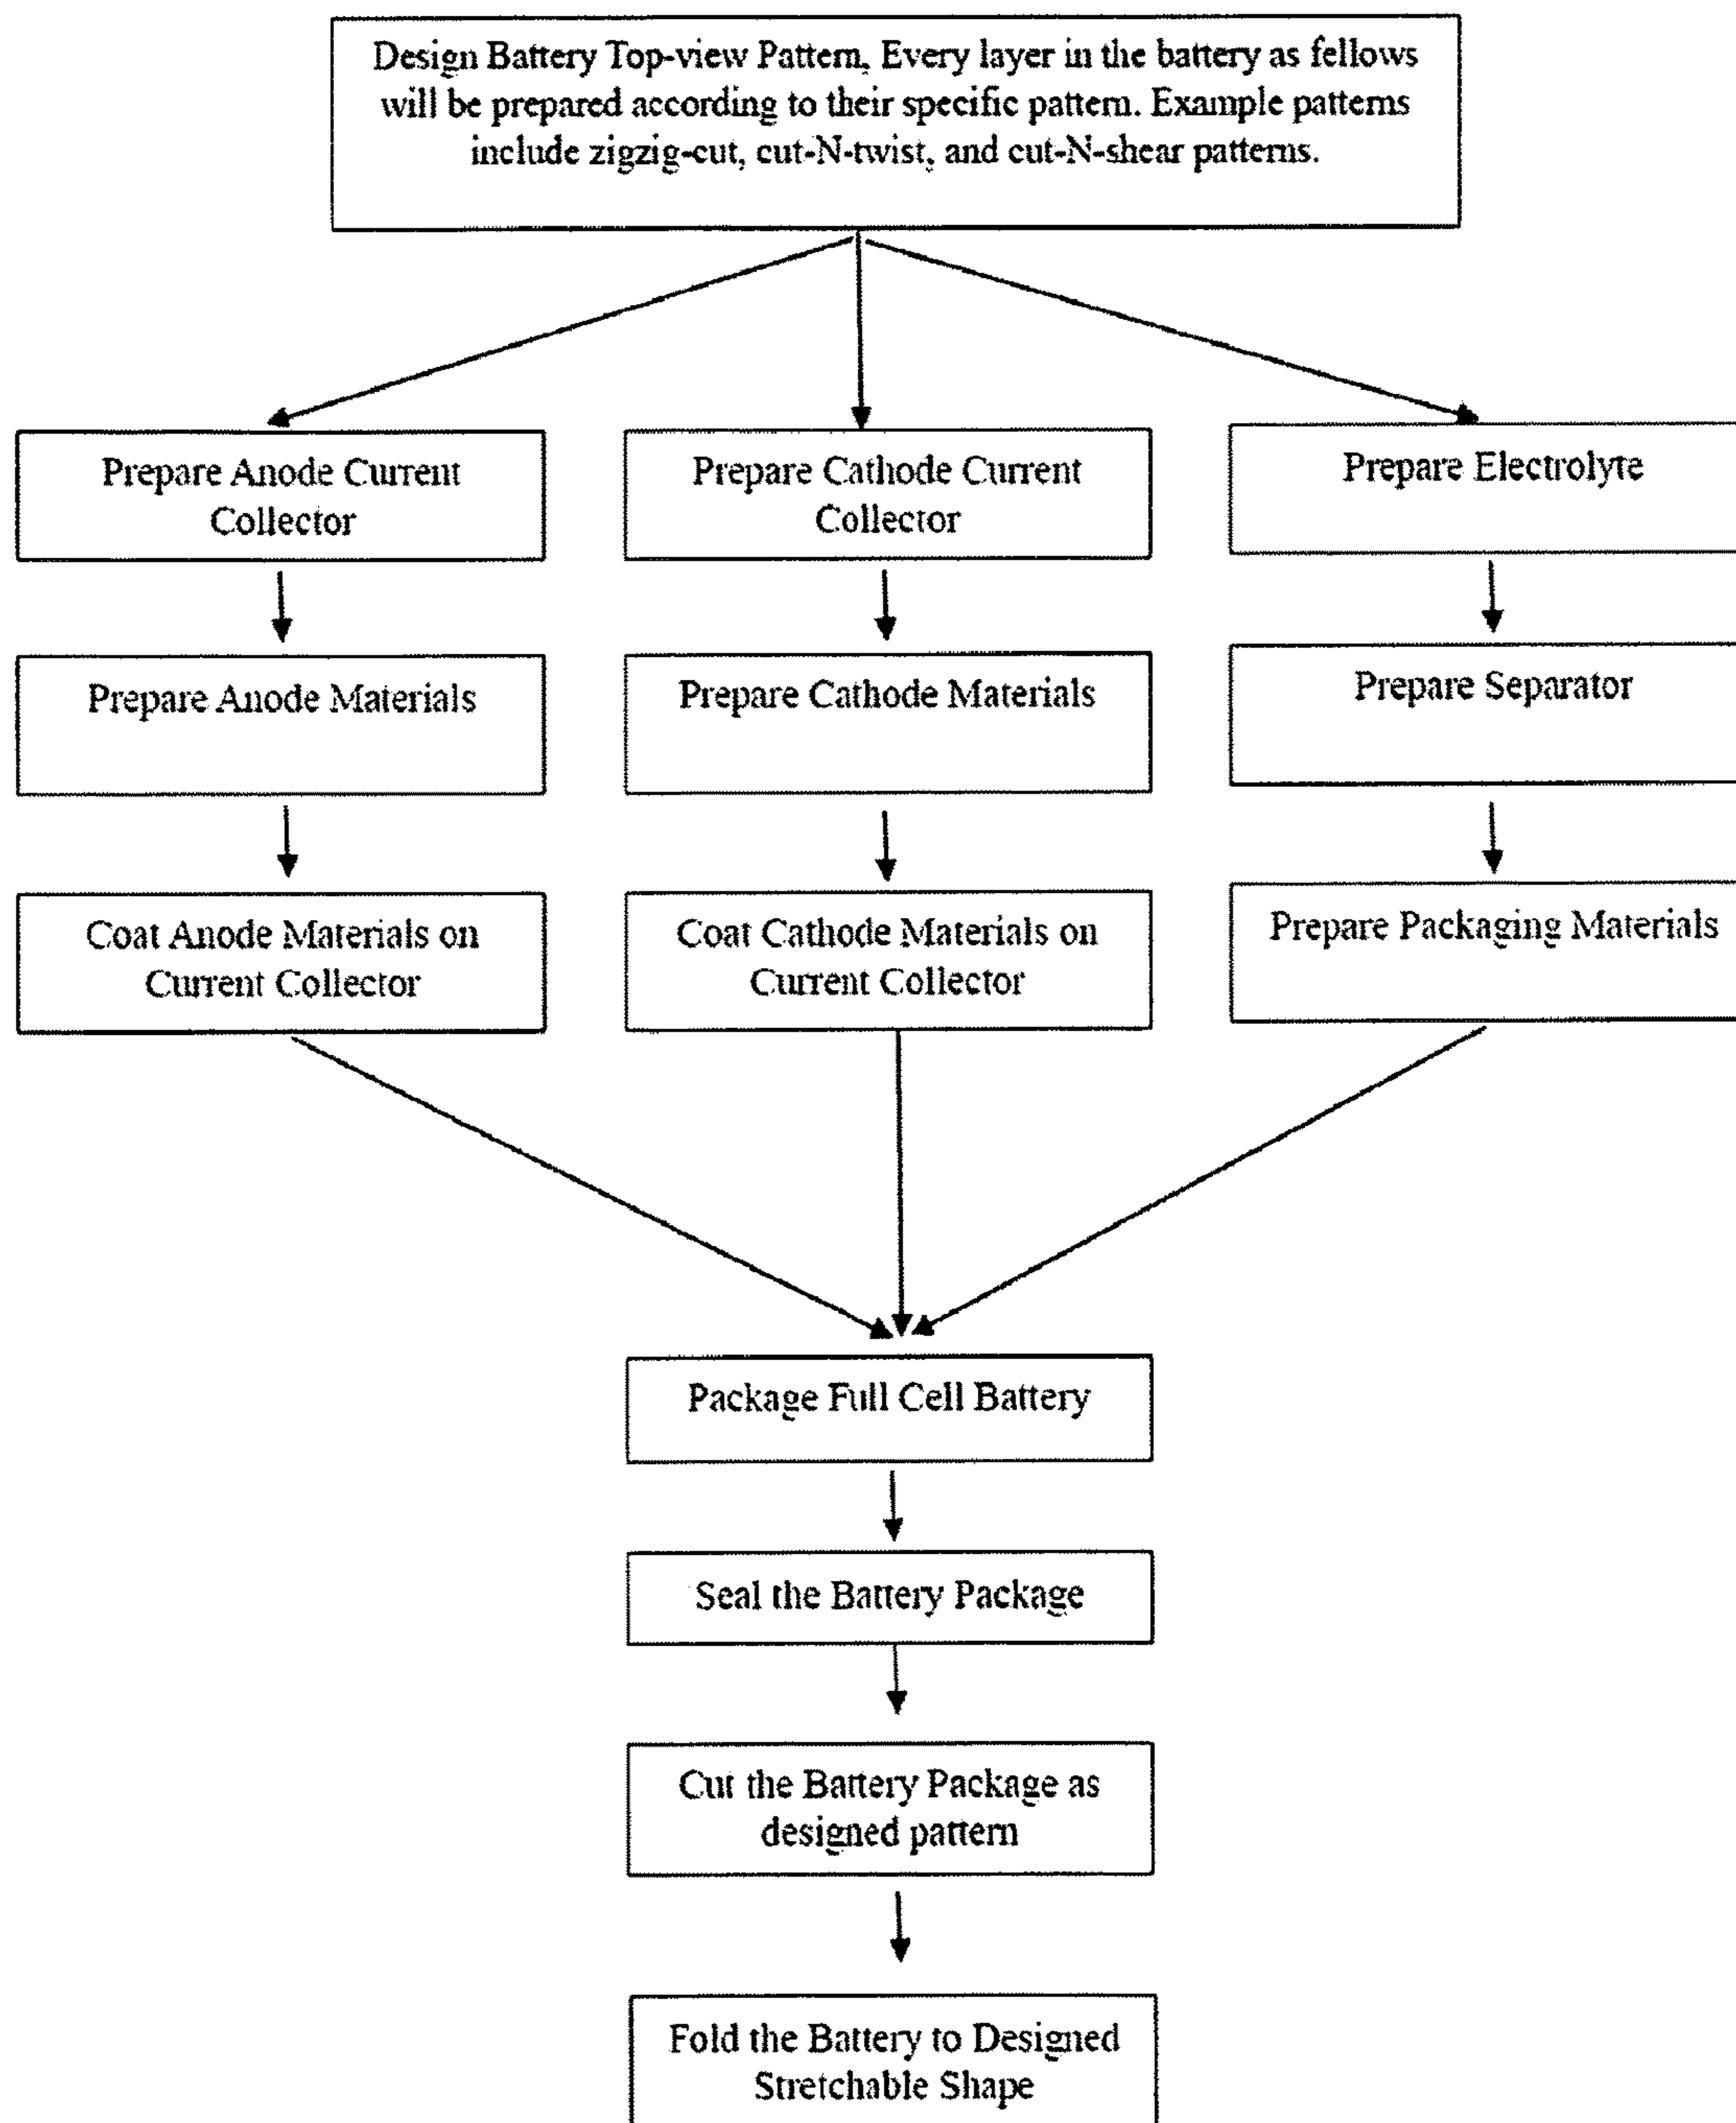 Design Battery Top-view Pattern. Every layer in the battery as fellows
will be prepared according to their specific pattern. Example patterns
include zigzig-cut, cut-N-twist, and cut-N-shear patterns.
Prepare Anode Current
Collector
Prepare Cathode Current
Collector
Prepare Electrolyte
Prepare Anode Materials
Prepare Cathode Materials
Prepare Separator
Coat Anode Materials on
Current Collector
Coat Cathode Materials on
Current Collector
Prepare Packaging Materials
Package Full Cell Battery
Seal the Battery Package
Cut the Battery Package as
designed pattern
Fold the Battery to Designed
Stretchable Shape